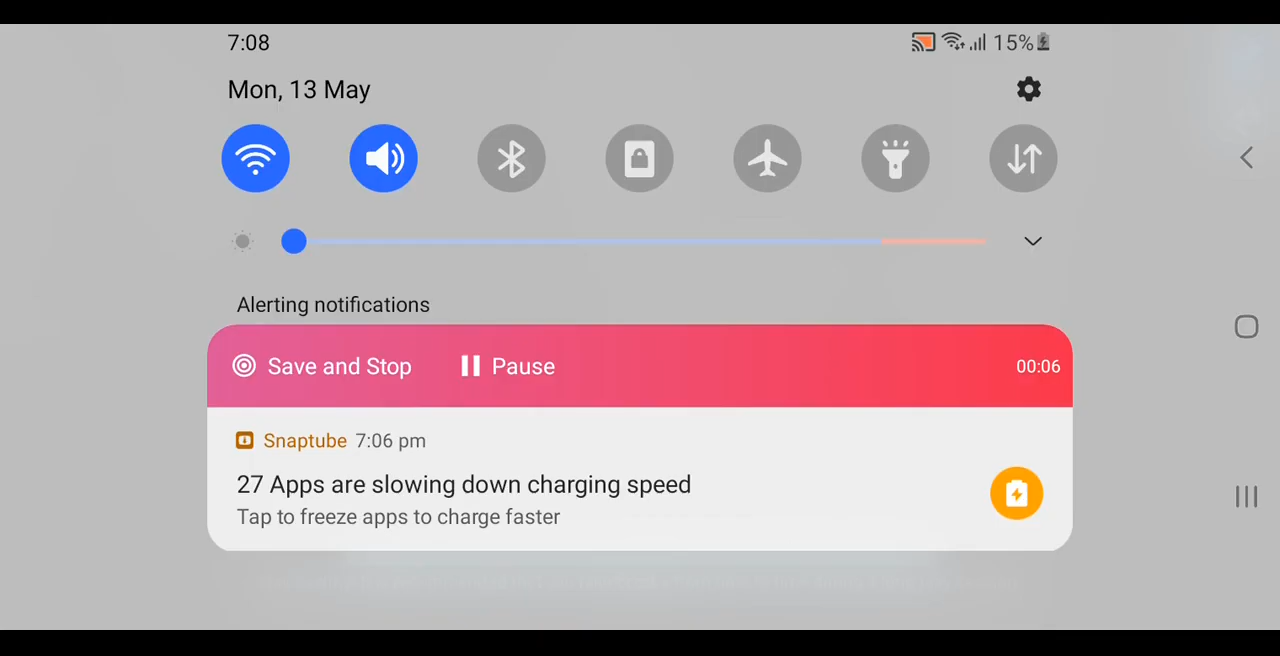 7:08
15%
Mon, 13 May
Alerting notifications
Save and Stop
Pause
00:06
Snaptube 7:06 pm
27 Apps are slowing down charging speed
Tap to freeze apps to charge faster